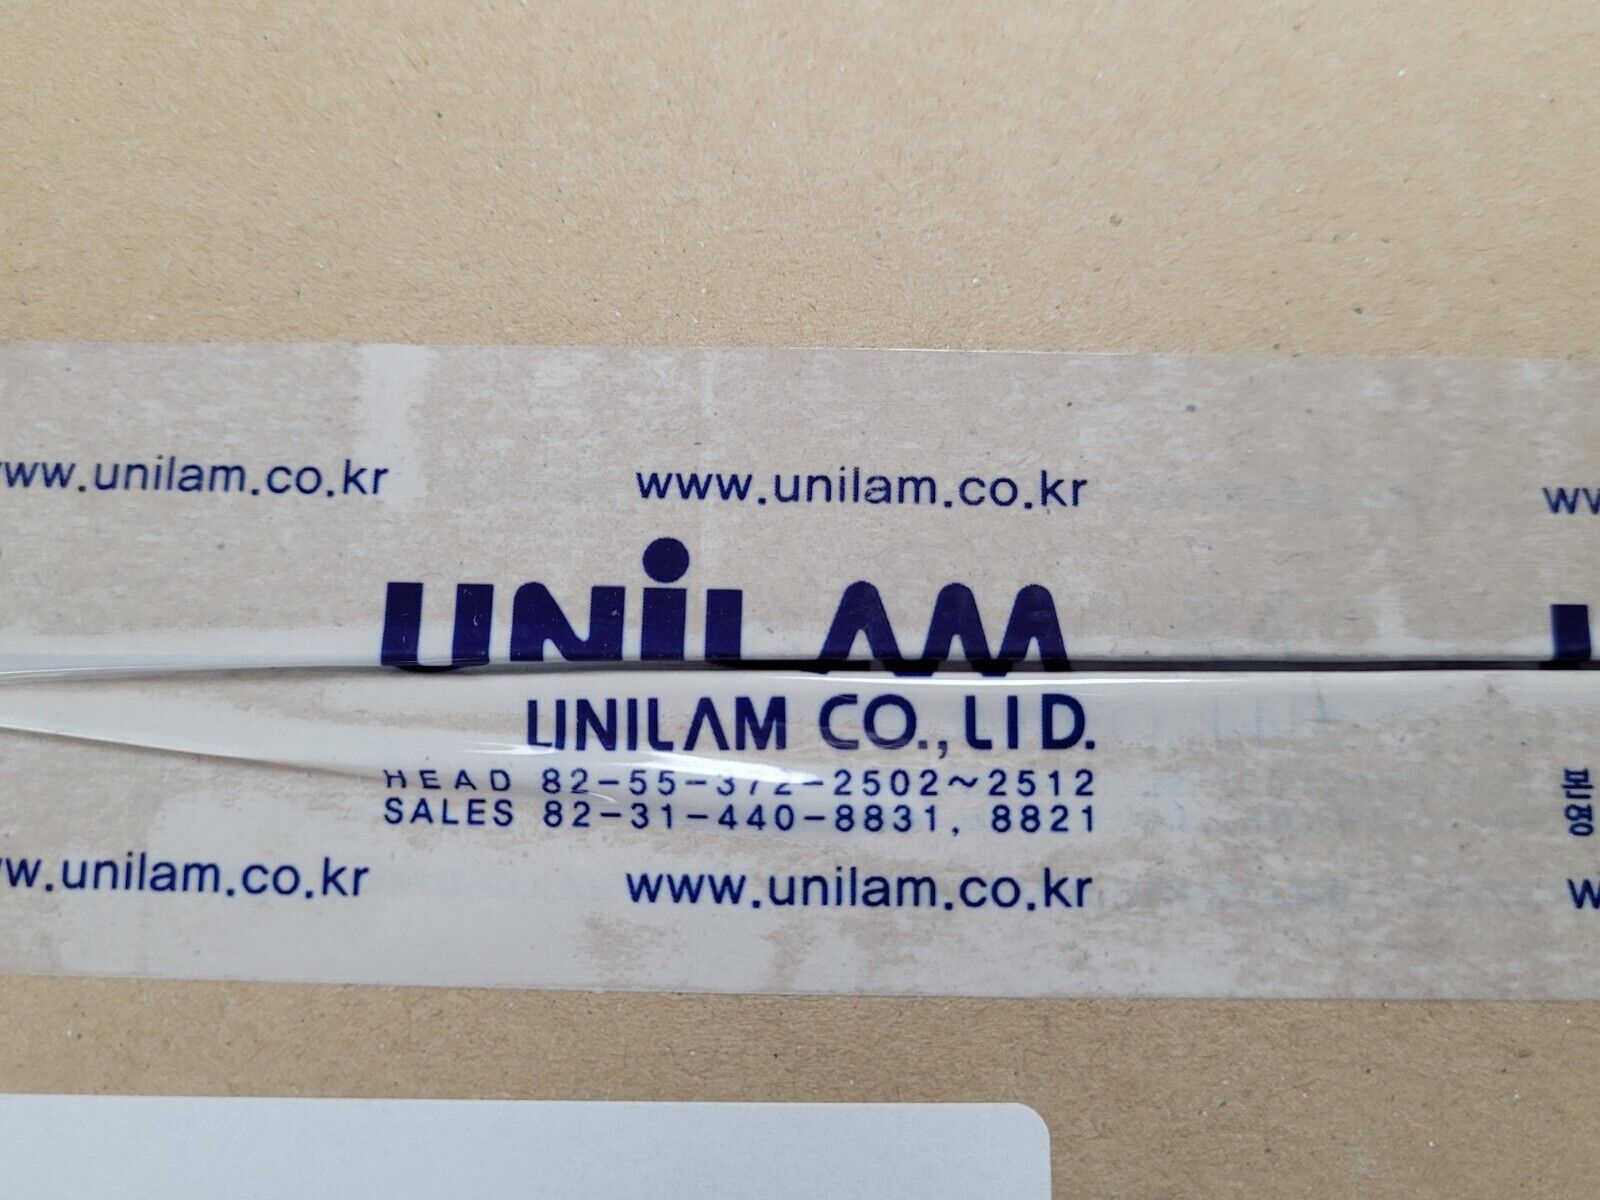 www.unilam.co.kr www.unilam.co.kr
UNiLAM
UNILAM CO., LTD.
HEAD 82-55-372-2502~2512
SALES 82-31-440-8831, 8821
www.unilam.co.kr www.unilam.co.kr